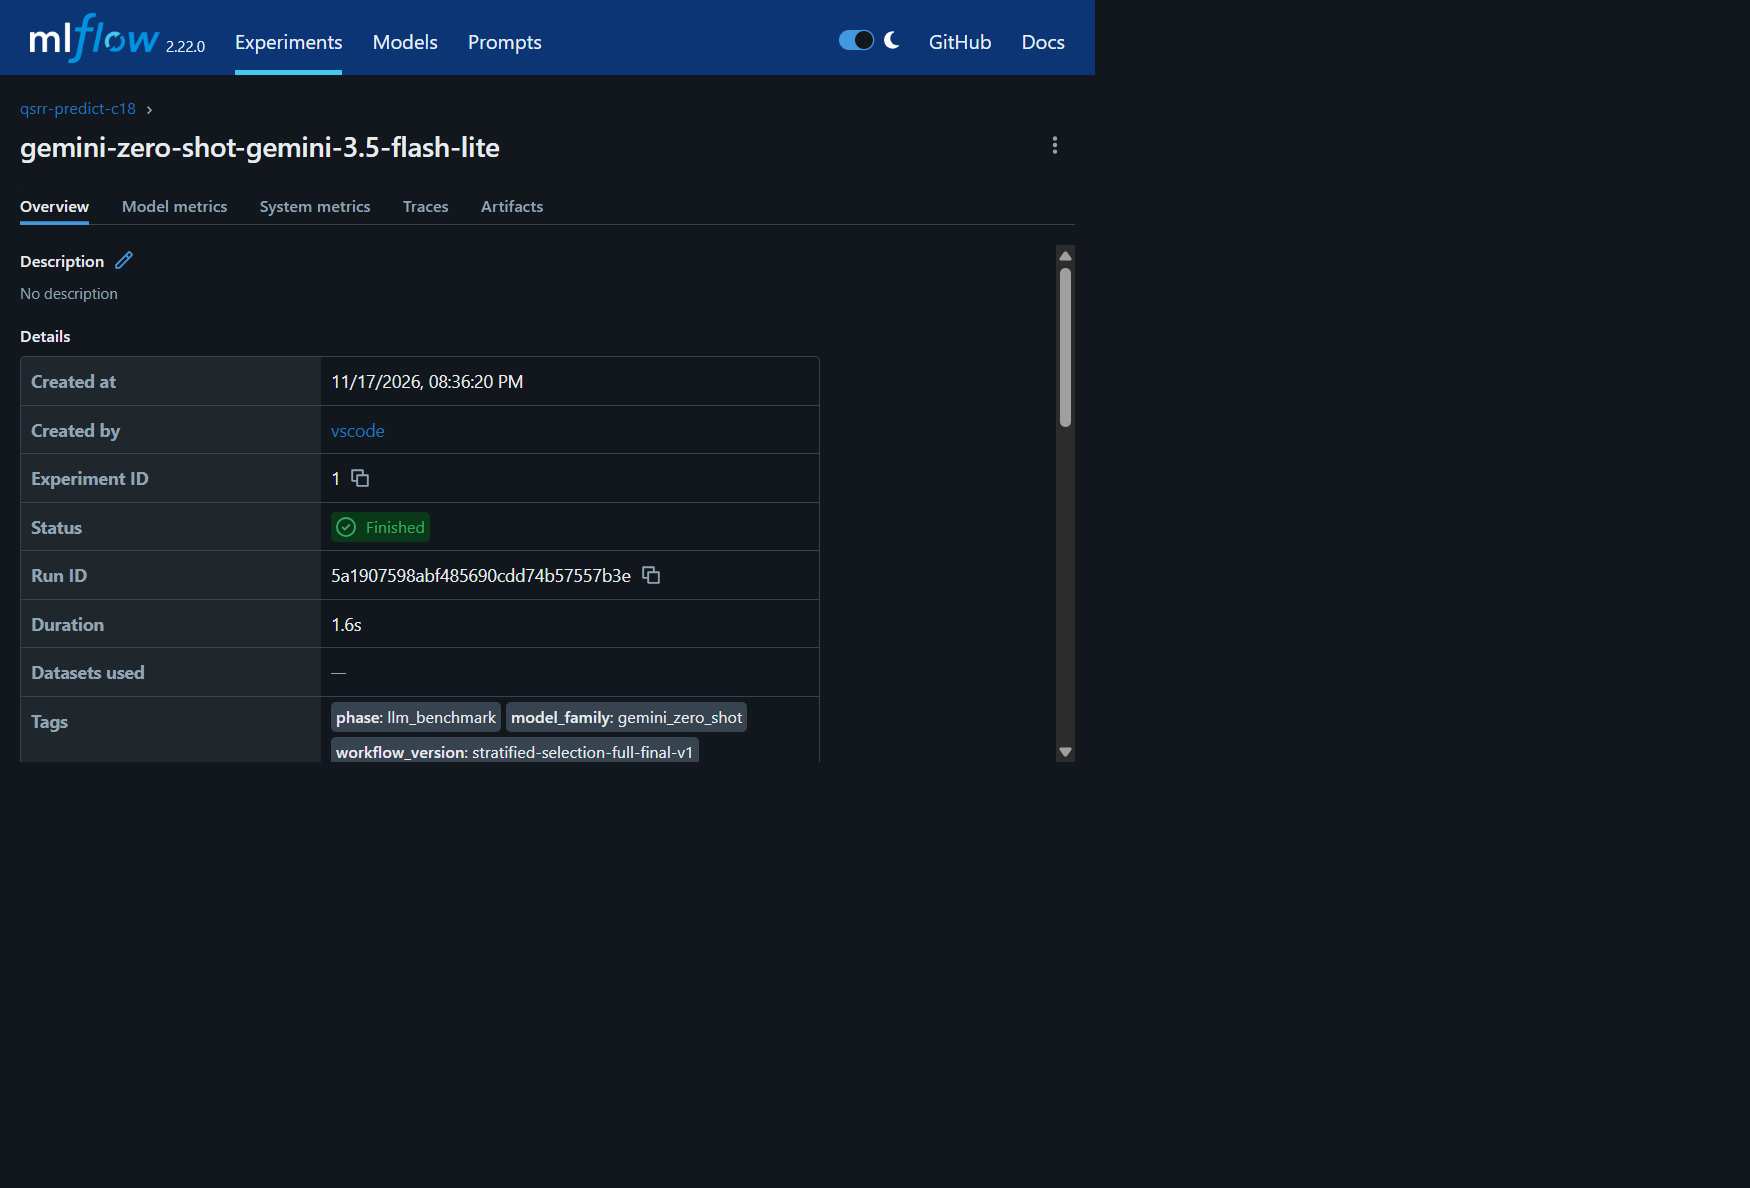 mlflow 2.22.0 Experiments Models Prompts GitHub Docs
qsrr-predict-c18 ›
gemini-zero-shot-gemini-3.5-flash-lite
Overview Model metrics System metrics Traces Artifacts
Description
No description
Details
Created at 11/17/2026, 08:36:20 PM
Created by vscode
Experiment ID 1
Status Finished
Run ID 5a1907598abf485690cdd74b57557b3e
Duration 1.6s
Datasets used —
Tags phase: llm_benchmark model_family: gemini_zero_shot
workflow_version: stratified-selection-full-final-v1